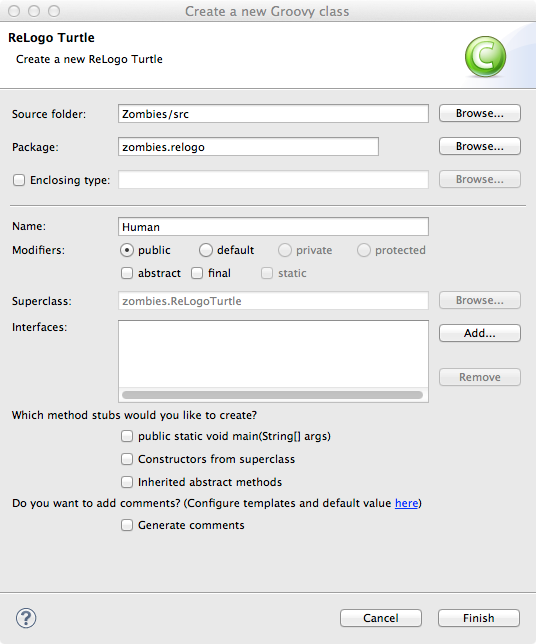 Create a new Groovy class
ReLogo Turtle
Create a new ReLogo Turtle
C
Source folder: Zombies/src Browse...
Package: zombies.relogo Browse...
Enclosing type: Browse...
Name: Human
Modifiers: public default private protected
abstract final static
Superclass: zombies.ReLogoTurtle Browse...
Interfaces: Add...
Remove
Which method stubs would you like to create?
public static void main(String[] args)
Constructors from superclass
Inherited abstract methods
Do you want to add comments? (Configure templates and default value here)
Generate comments
? Cancel Finish